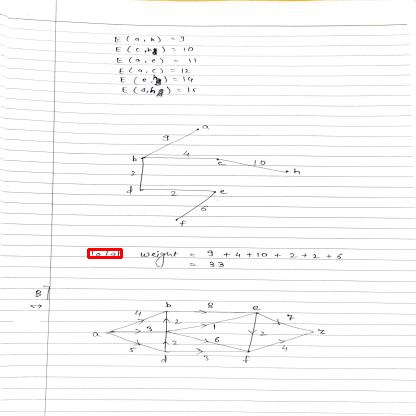 E (a, b) = 9
E (c, h) = 10
E (a, e) = 11
E (a, c) = 12
E (e, h) = 14
E (d, h) = 15
a
9
b
4
c
10
h
2
d
2
e
6
f
Total weight = 9 + 4 + 10 + 2 + 2 + 6
= 33
B]
↔
b
8
e
4
2
7
a
3
1
z
5
2
6
2
4
d
3
f